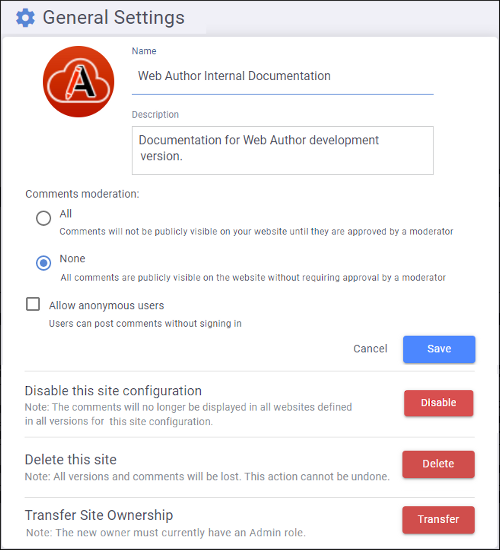 General Settings
Name
Web Author Internal Documentation
Description
Documentation for Web Author development
version.
Comments moderation:
All
Comments will not be publicly visible on your website until they are approved by a moderator
None
All comments are publicly visible on the website without requiring approval by a moderator
Allow anonymous users
Users can post comments without signing in
Cancel Save
Disable this site configuration
Note: The comments will no longer be displayed in all websites defined
in all versions for this site configuration.
Disable
Delete this site
Note: All versions and comments will be lost. This action cannot be undone.
Delete
Transfer Site Ownership
Note: The new owner must currently have an Admin role.
Transfer